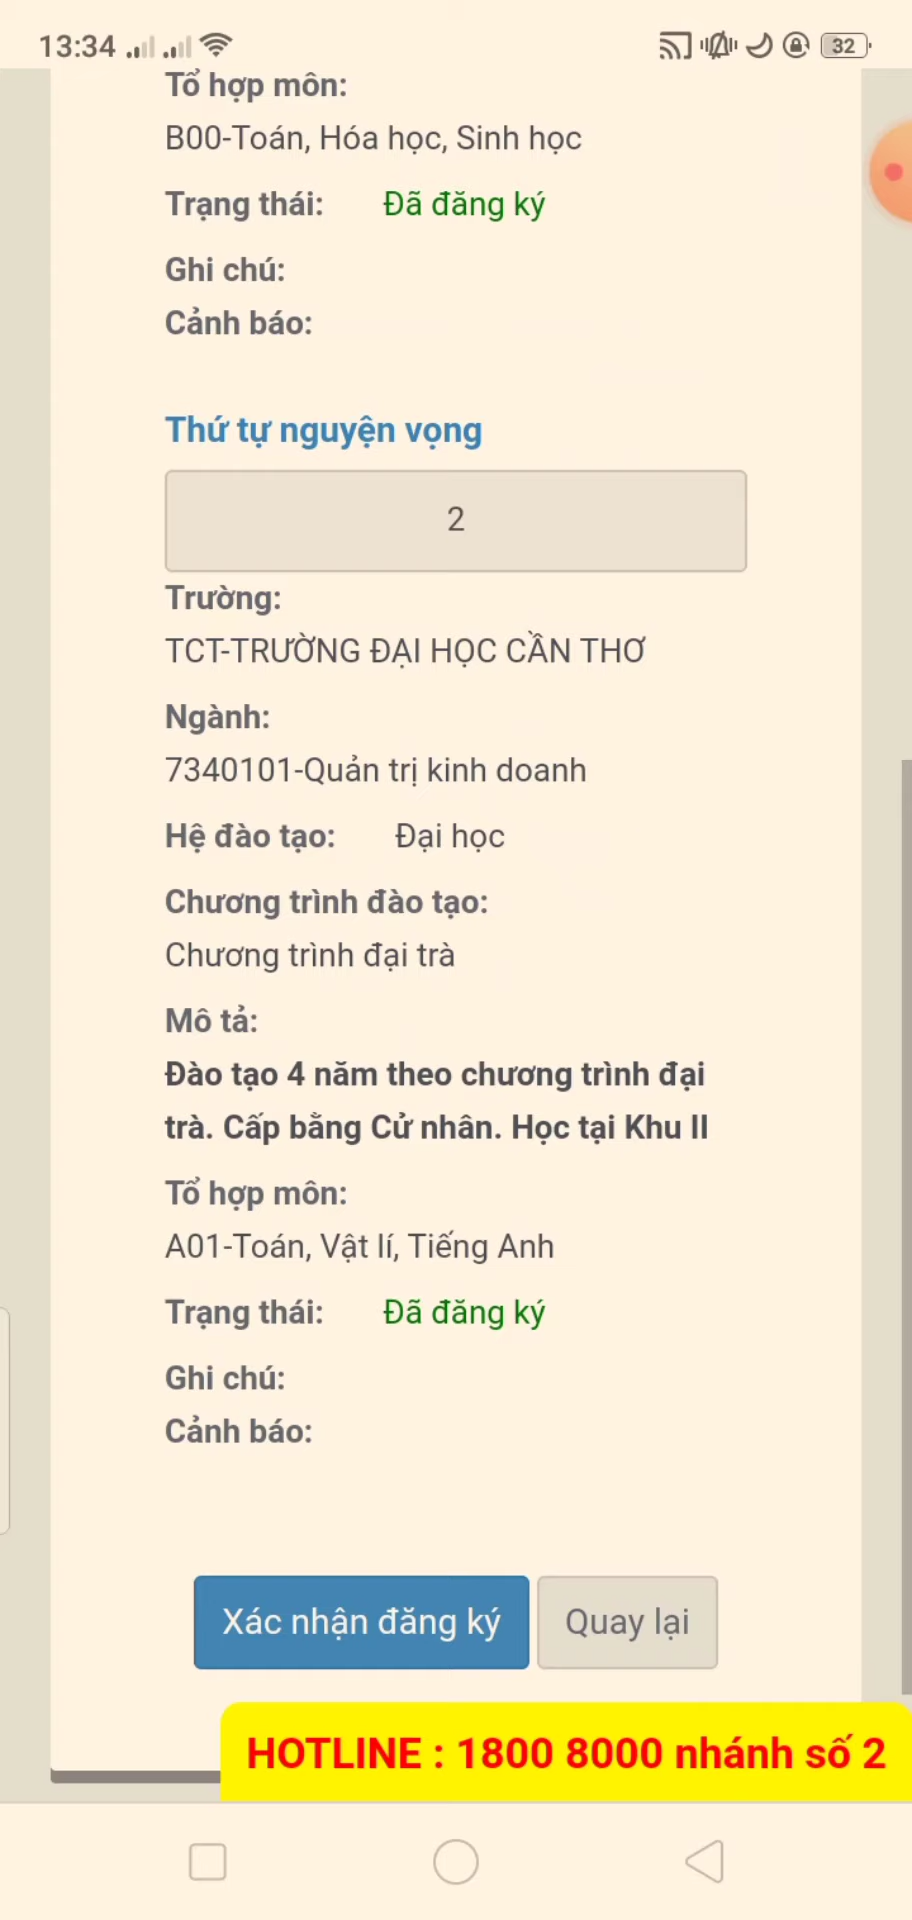 13:34
32
Tổ hợp môn:
B00-Toán, Hóa học, Sinh học
Trạng thái: Đã đăng ký
Ghi chú:
Cảnh báo:
Thứ tự nguyện vọng
2
Trường:
TCT-TRƯỜNG ĐẠI HỌC CẦN THƠ
Ngành:
7340101-Quản trị kinh doanh
Hệ đào tạo: Đại học
Chương trình đào tạo:
Chương trình đại trà
Mô tả:
Đào tạo 4 năm theo chương trình đại
trà. Cấp bằng Cử nhân. Học tại Khu II
Tổ hợp môn:
A01-Toán, Vật lí, Tiếng Anh
Trạng thái: Đã đăng ký
Ghi chú:
Cảnh báo:
Xác nhận đăng ký Quay lại
HOTLINE : 1800 8000 nhánh số 2